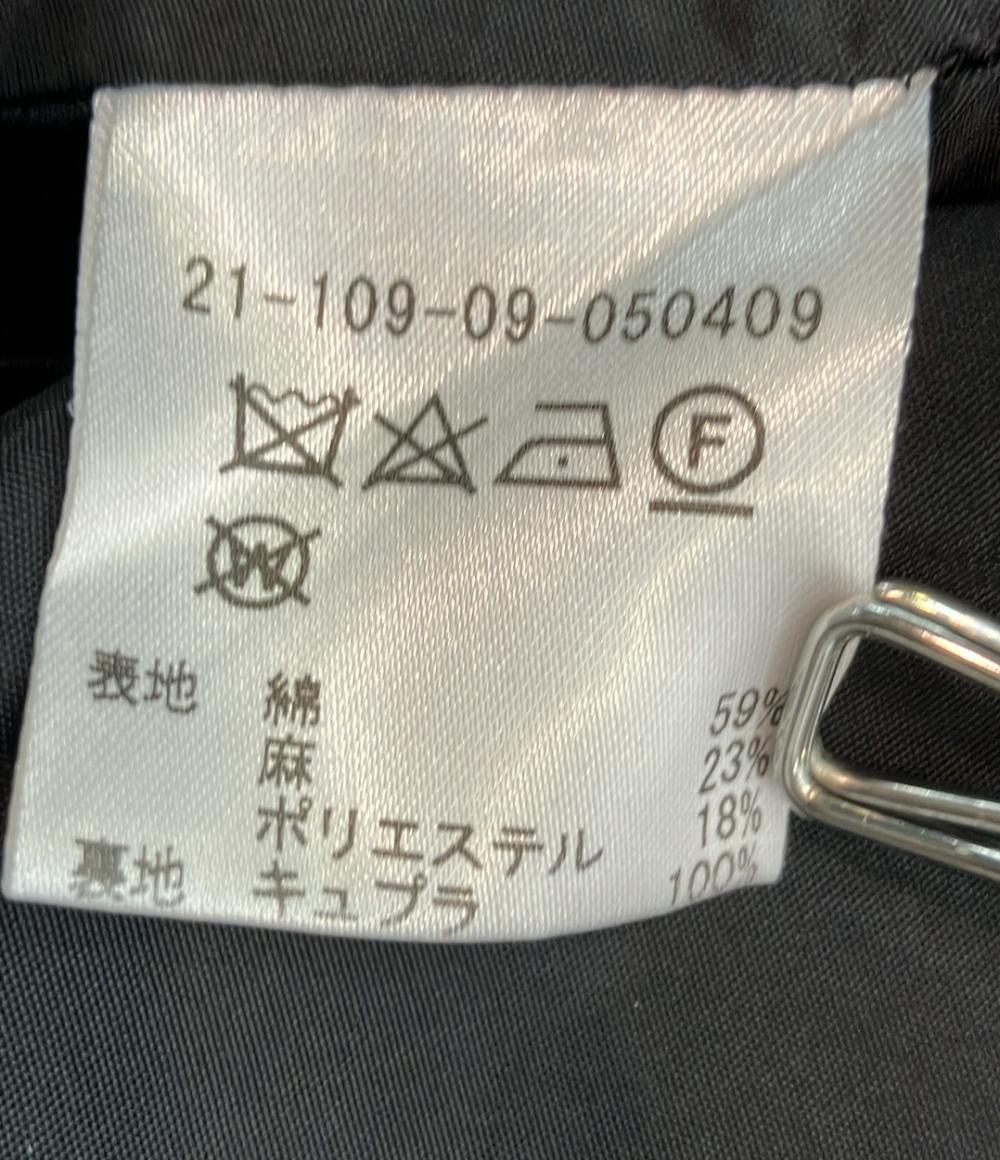 21-109-09-050409
F
W
表地 綿 59%
麻 23%
ポリエステル 18%
裏地 キュプラ 100%